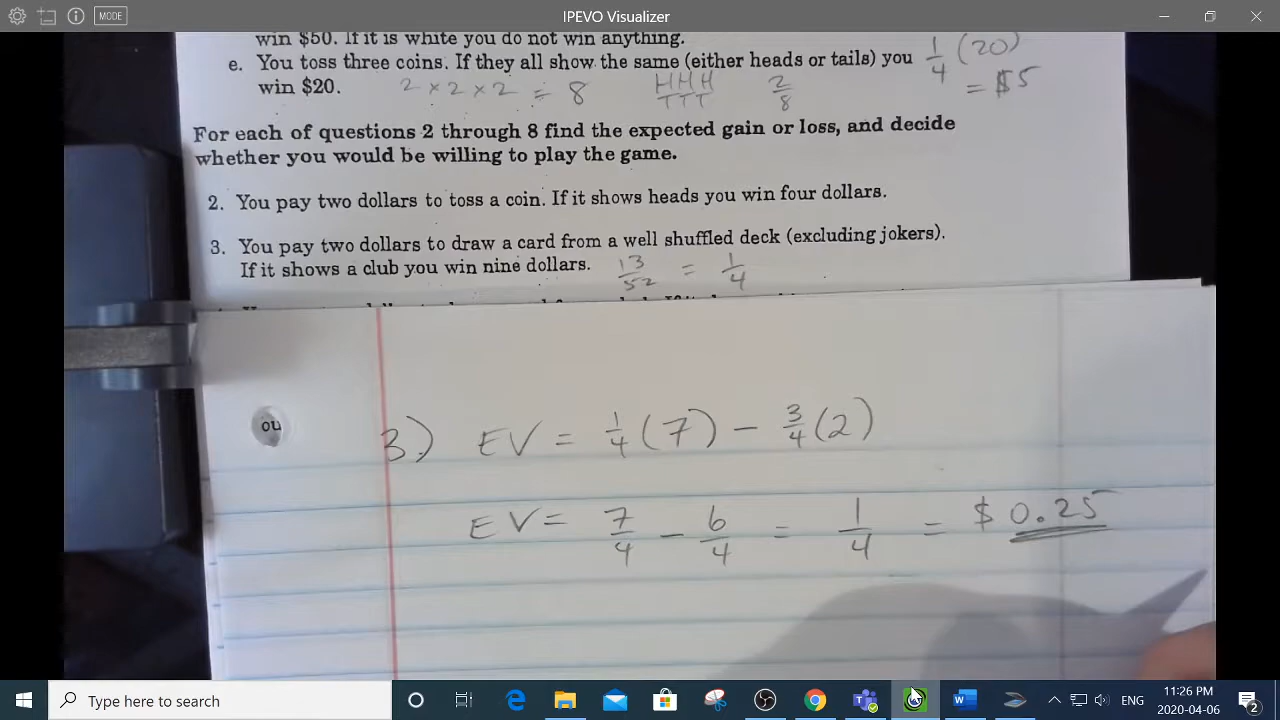 IPEVO Visualizer
MODE
win $50. If it is white you do not win anything.
e. You toss three coins. If they all show the same (either heads or tails) you
win $20.
2 × 2 × 2 = 8
HHH
TTT
2/8
1/4 (20)
= $5
For each of questions 2 through 8 find the expected gain or loss, and decide
whether you would be willing to play the game.
2. You pay two dollars to toss a coin. If it shows heads you win four dollars.
3. You pay two dollars to draw a card from a well shuffled deck (excluding jokers).
If it shows a club you win nine dollars. 13/52 = 1/4
ou
3) EV = 1/4 (7) - 3/4 (2)
EV = 7/4 - 6/4 = 1/4 = $ 0.25
Type here to search
ENG
11:26 PM
2020-04-06
2